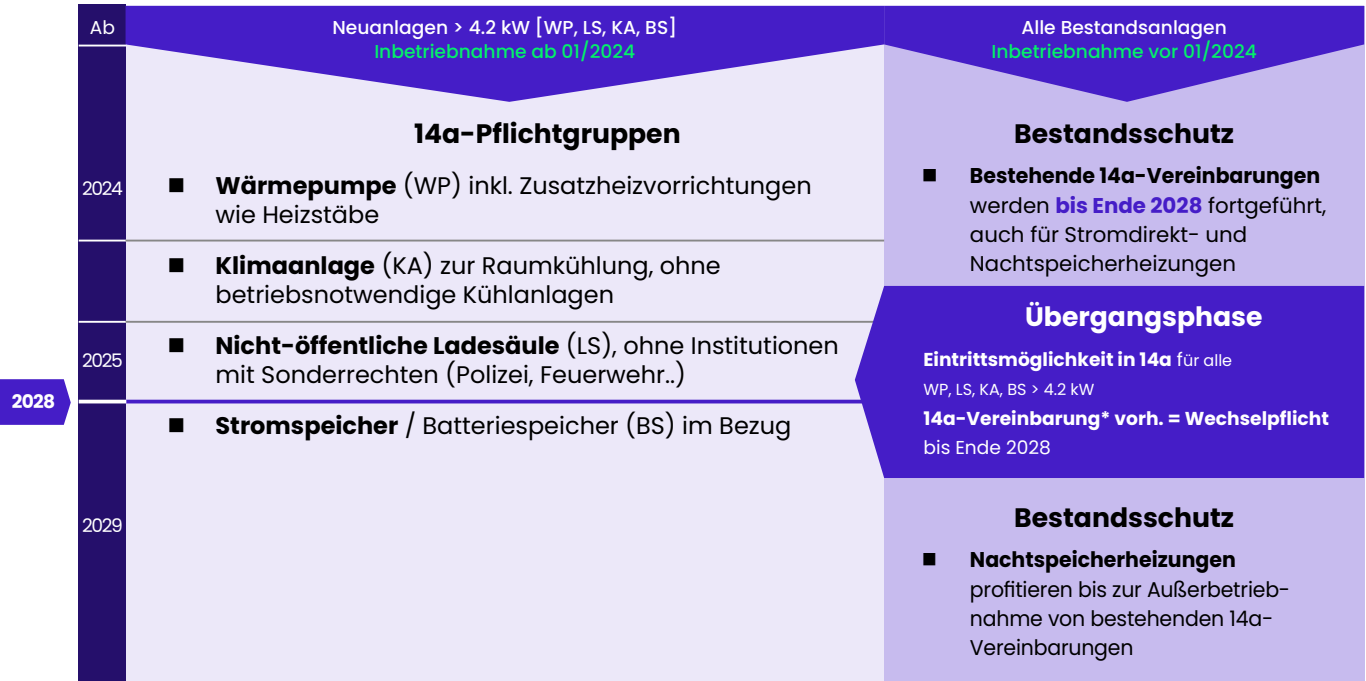 Ab
Neuanlagen > 4.2 kW [WP, LS, KA, BS]
Inbetriebnahme ab 01/2024
Alle Bestandsanlagen
Inbetriebnahme vor 01/2024
14a-Pflichtgruppen
2024
■ Wärmepumpe (WP) inkl. Zusatzheizvorrichtungen
wie Heizstäbe
■ Klimaanlage (KA) zur Raumkühlung, ohne
betriebsnotwendige Kühlanlagen
2025
■ Nicht-öffentliche Ladesäule (LS), ohne Institutionen
mit Sonderrechten (Polizei, Feuerwehr..)
2028
■ Stromspeicher / Batteriespeicher (BS) im Bezug
2029
Bestandsschutz
■ Bestehende 14a-Vereinbarungen
werden bis Ende 2028 fortgeführt,
auch für Stromdirekt- und
Nachtspeicherheizungen
Übergangsphase
Eintrittsmöglichkeit in 14a für alle
WP, LS, KA, BS > 4.2 kW
14a-Vereinbarung* vorh. = Wechselpflicht
bis Ende 2028
Bestandsschutz
■ Nachtspeicherheizungen
profitieren bis zur Außerbetrieb-
nahme von bestehenden 14a-
Vereinbarungen